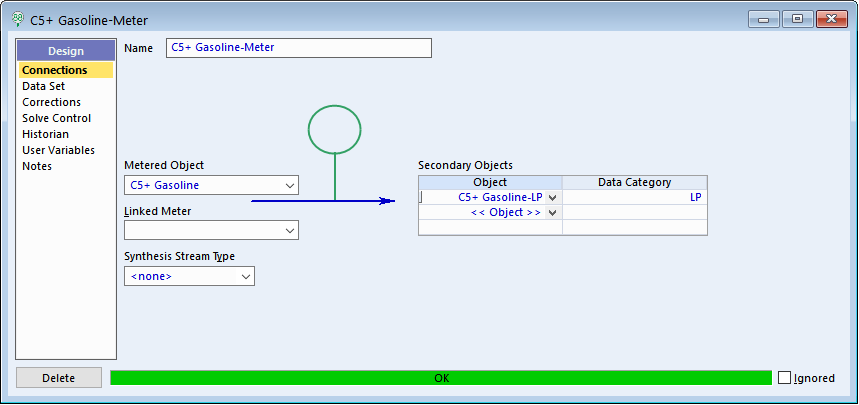 C5+ Gasoline-Meter
Design
Connections
Data Set
Corrections
Solve Control
Historian
User Variables
Notes
Name C5+ Gasoline-Meter
Metered Object
C5+ Gasoline
Linked Meter
Synthesis Stream Type
<none>
Secondary Objects
Object Data Category
C5+ Gasoline-LP LP
<< Object >>
Delete OK Ignored